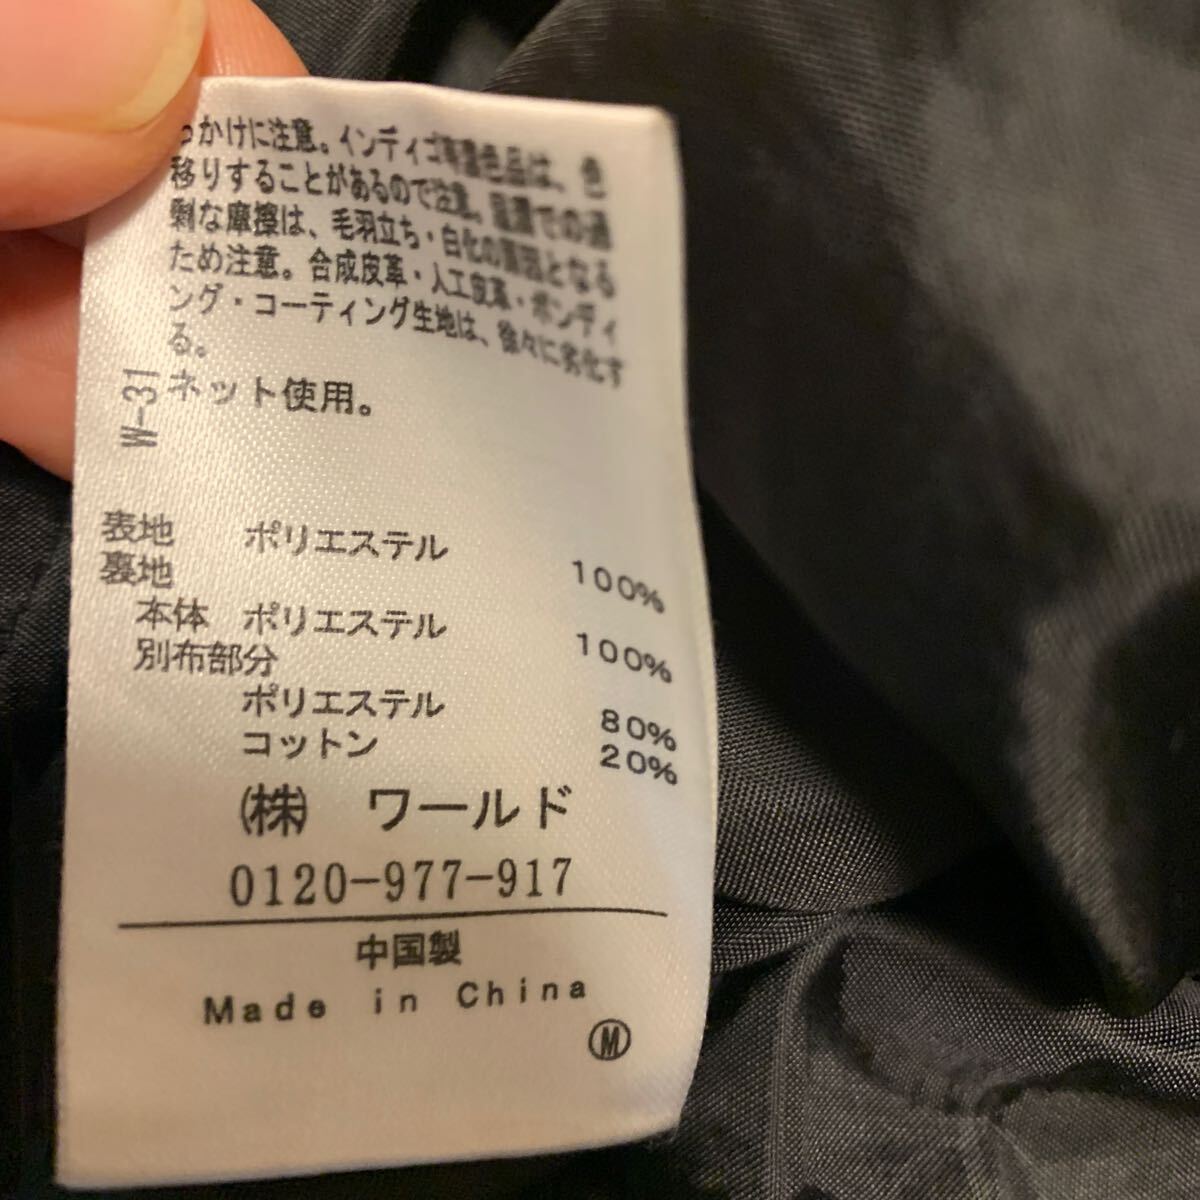 っかけに注意。インディゴ等濃色品は、色
移りすることがあるので注意。湿潤での過
剰な摩擦は、毛羽立ち・白化の原因となる
ため注意。合成皮革・人工皮革・ボンディ
ング・コーティング生地は、徐々に劣化す
る。
ネット使用。
W-31
表地 ポリエステル 100%
裏地
本体 ポリエステル 100%
別布部分
ポリエステル 80%
コットン 20%
(株) ワールド
0120-977-917
中国製
Made in China
Ⓜ